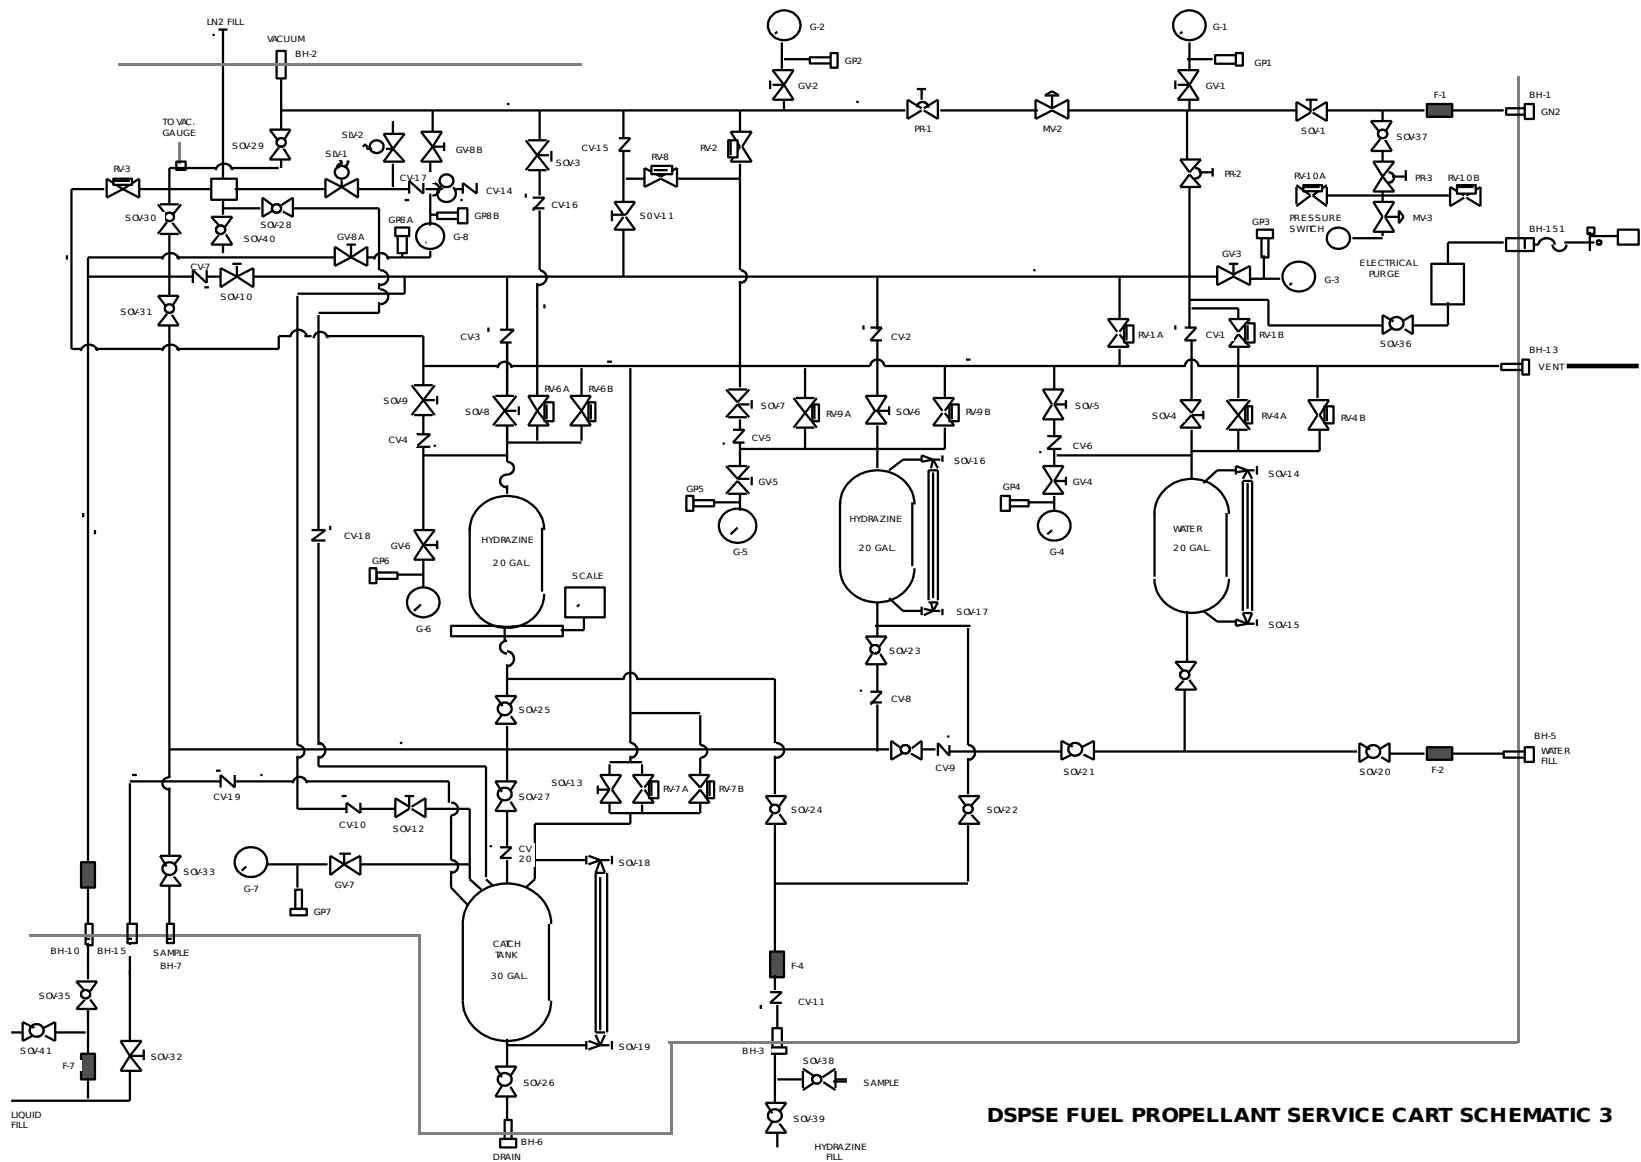 LN2 FILL
VACUUM
BH-2
G-2
GP2
GV-2
G-1
GP1
GV-1
F-1
BH-1
GN2
TO VAC.
GAUGE
SOV-29
SLV-2
GV-8B
SOV-3
CV-15
RV-2
PR-1
MV-2
SOV-1
SOV-37
RV-3
SLV-1
CV-17
CV-14
RV-8
PR-2
RV-10A
PR-3
RV-10B
SOV-30
SOV-28
SOV-40
GP8A
GP8B
G-8
CV-16
SOV-11
PRESSURE
SWITCH
MV-3
GV-8A
GP3
GV-3
G-3
BH-151
ELECTRICAL
PURGE
CV-7
SOV-10
SOV-31
CV-3
CV-2
RV-1A
CV-1
RV-1B
SOV-36
BH-13
VENT
SOV-9
SOV-8
RV-6A
RV-6B
SOV-7
RV-9A
SOV-6
RV-9B
SOV-5
SOV-4
RV-4A
RV-4B
CV-4
CV-5
CV-6
SOV-16
SOV-14
GP5
GV-5
GP4
GV-4
G-5
G-4
CV-18
GV-6
GP6
G-6
HYDRAZINE
20 GAL.
SCALE
HYDRAZINE
20 GAL.
WATER
20 GAL.
SOV-17
SOV-15
SOV-23
CV-8
SOV-25
CV-9
SOV-21
SOV-20
F-2
BH-5
WATER
FILL
CV-19
CV-10
SOV-12
SOV-27
SOV-13
RV-7A
RV-7B
SOV-24
SOV-22
CV
20
SOV-18
SOV-33
G-7
GV-7
GP7
BH-10
BH-15
SAMPLE
BH-7
CATCH
TANK
30 GAL.
F-4
CV-11
SOV-35
SOV-41
F-7
SOV-32
SOV-19
BH-3
SOV-38
SAMPLE
SOV-26
SOV-39
LIQUID
FILL
BH-6
DRAIN
HYDRAZINE
FILL
DSPSE FUEL PROPELLANT SERVICE CART SCHEMATIC 3